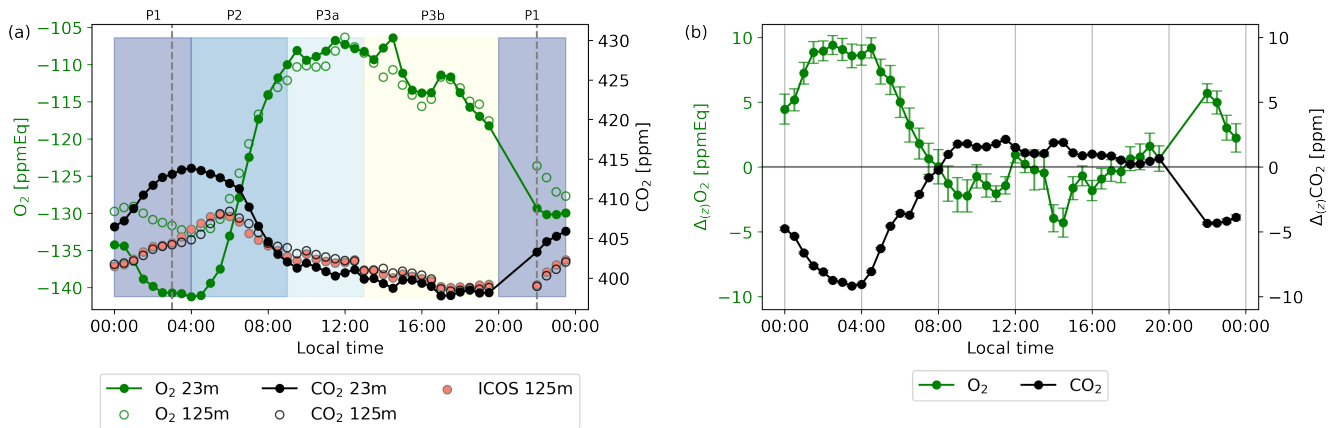 P1 P2 P3a P3b P1
(a)
O₂ [ppmEq]
−105
−110
−115
−120
−125
−130
−135
−140
430
425
420
415
410
405
400
CO₂ [ppm]
00:00 04:00 08:00 12:00 16:00 20:00 00:00
Local time
O₂ 23m CO₂ 23m ICOS 125m
O₂ 125m CO₂ 125m
(b)
Δ(z)O₂ [ppmEq]
10
5
0
−5
−10
10
5
0
−5
−10
Δ(z)CO₂ [ppm]
00:00 04:00 08:00 12:00 16:00 20:00 00:00
Local time
O₂ CO₂